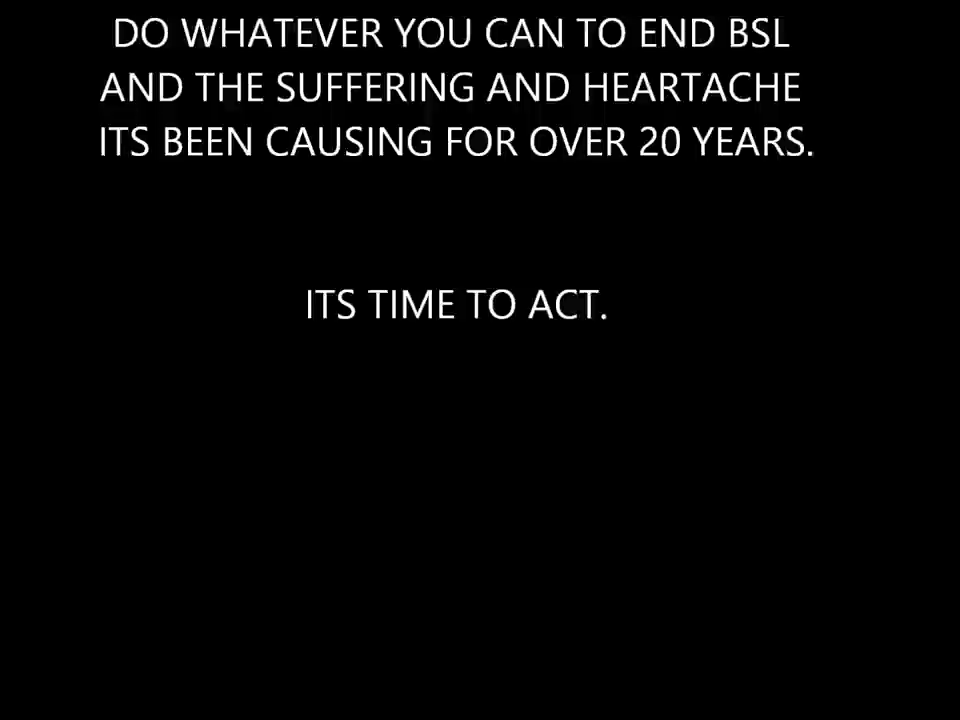 DO WHATEVER YOU CAN TO END BSL
AND THE SUFFERING AND HEARTACHE
ITS BEEN CAUSING FOR OVER 20 YEARS.
ITS TIME TO ACT.